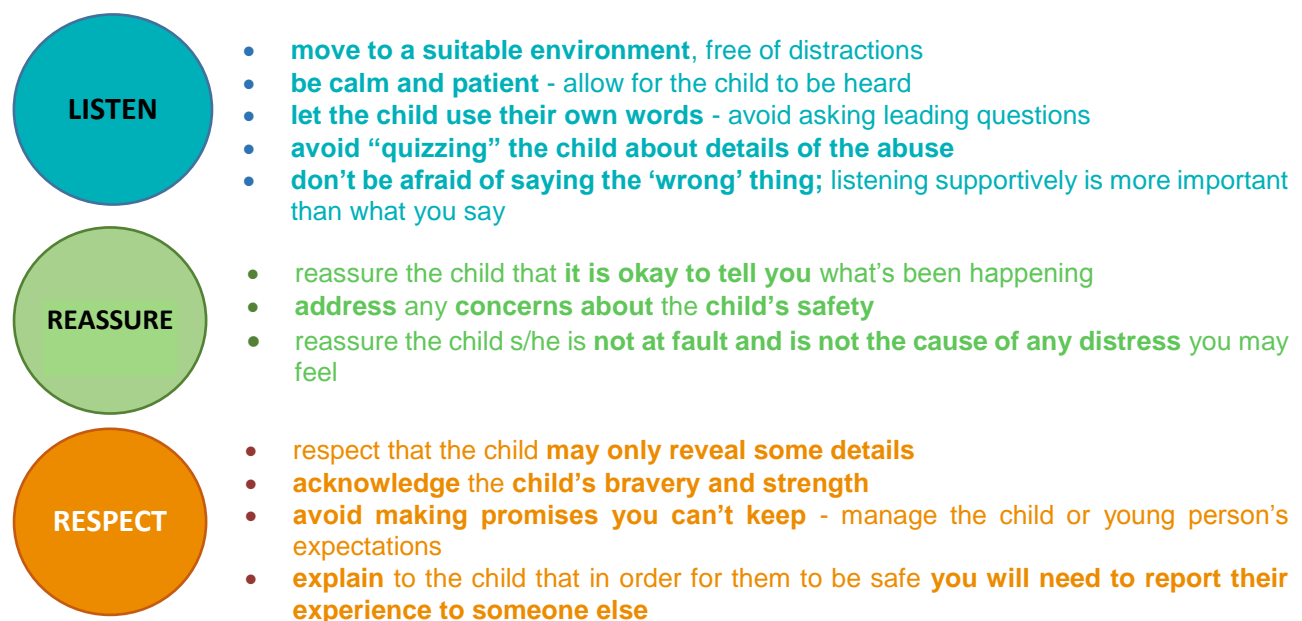 LISTEN
• move to a suitable environment, free of distractions
• be calm and patient - allow for the child to be heard
• let the child use their own words - avoid asking leading questions
• avoid “quizzing” the child about details of the abuse
• don’t be afraid of saying the ‘wrong’ thing; listening supportively is more important
than what you say
REASSURE
• reassure the child that it is okay to tell you what’s been happening
• address any concerns about the child’s safety
• reassure the child s/he is not at fault and is not the cause of any distress you may
feel
RESPECT
• respect that the child may only reveal some details
• acknowledge the child’s bravery and strength
• avoid making promises you can’t keep - manage the child or young person’s
expectations
• explain to the child that in order for them to be safe you will need to report their
experience to someone else